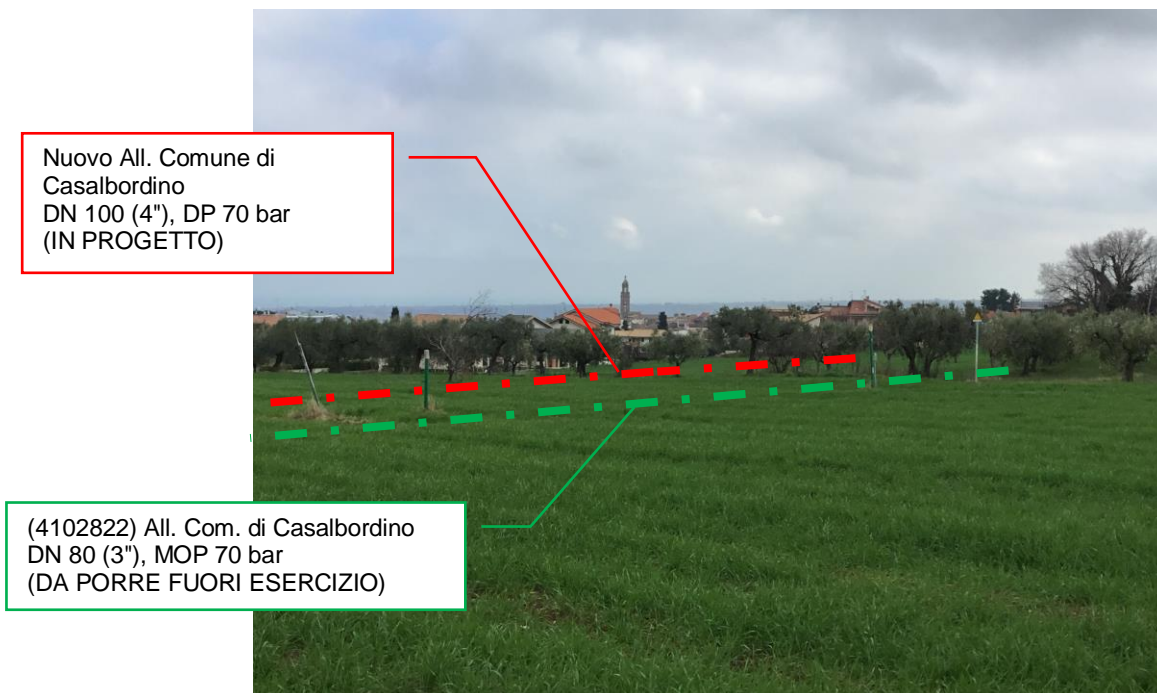 Nuovo All. Comune di
Casalbordino
DN 100 (4"), DP 70 bar
(IN PROGETTO)
(4102822) All. Com. di Casalbordino
DN 80 (3"), MOP 70 bar
(DA PORRE FUORI ESERCIZIO)